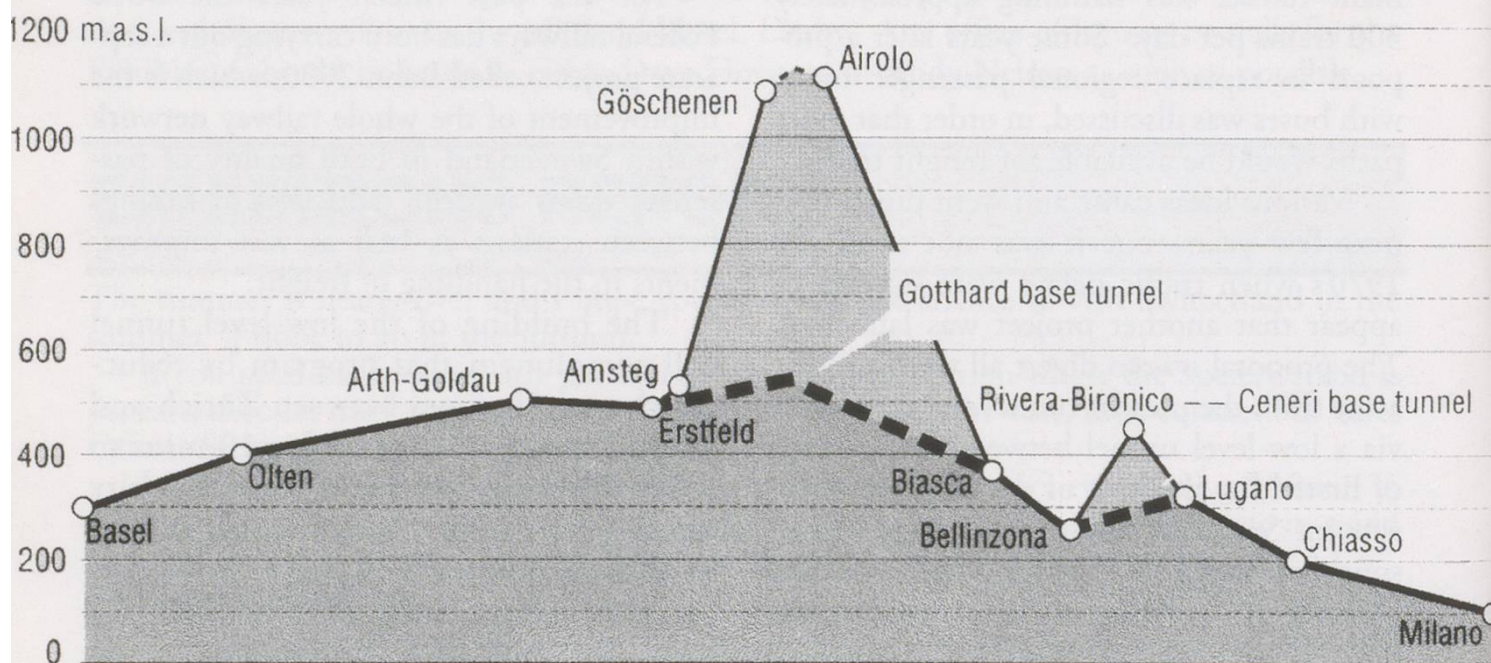 1200 m.a.s.l.
Airolo
Göschenen
1000
800
Gotthard base tunnel
600
Arth-Goldau
Amsteg
Rivera-Bironico
Ceneri base tunnel
Erstfeld
400
Olten
Biasca
Lugano
Basel
Bellinzona
Chiasso
200
Milano
0